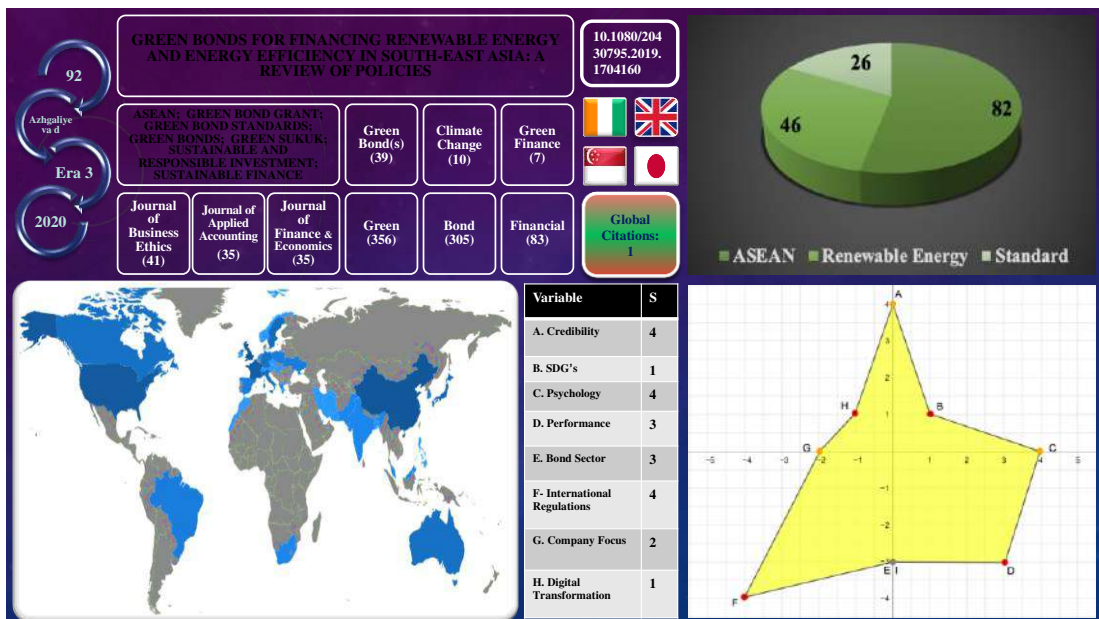 92
Azhgaliye
va d
Era 3
2020
GREEN BONDS FOR FINANCING RENEWABLE ENERGY
AND ENERGY EFFICIENCY IN SOUTH-EAST ASIA: A
REVIEW OF POLICIES
10.1080/204
30795.2019.
1704160
ASEAN; GREEN BOND GRANT;
GREEN BOND STANDARDS;
GREEN BONDS; GREEN SUKUK;
SUSTAINABLE AND
RESPONSIBLE INVESTMENT;
SUSTAINABLE FINANCE
Green
Bond(s)
(39)
Climate
Change
(10)
Green
Finance
(7)
Journal
of
Business
Ethics
(41)
Journal of
Applied
Accounting
(35)
Journal
of
Finance &
Economics
(35)
Green
(356)
Bond
(305)
Financial
(83)
Global
Citations:
1
26
82
46
ASEAN Renewable Energy Standard
Variable S
A. Credibility 4
B. SDG's 1
C. Psychology 4
D. Performance 3
E. Bond Sector 3
F- International
Regulations 4
G. Company Focus 2
H. Digital
Transformation 1
A
4
3
2
H 1 B
G C
-5 -4 -3 -2 -1 1 2 3 4 5
-1
-2
-3
E I D
F -4